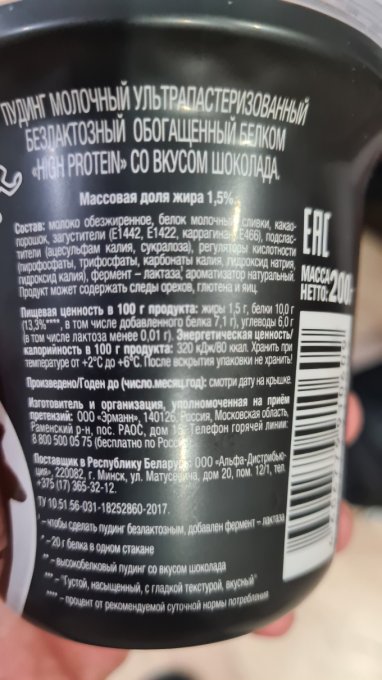 ПУДИНГ МОЛОЧНЫЙ УЛЬТРАПАСТЕРИЗОВАННЫЙ
БЕЗЛАКТОЗНЫЙ ОБОГАЩЕННЫЙ БЕЛКОМ
«HIGH PROTEIN» СО ВКУСОМ ШОКОЛАДА.
Массовая доля жира 1,5%.
Состав: молоко обезжиренное, белок молочный, сливки, какао-
порошок, загустители (Е1442, Е1422, каррагинан, Е466), подслас-
тители (ацесульфам калия, сукралоза), регуляторы кислотности
(пирофосфаты, трифосфаты, карбонаты калия, гидроксид натрия,
гидроксид калия), фермент – лактаза, ароматизатор натуральный.
Продукт может содержать следы орехов, глютена и яиц.
Пищевая ценность в 100 г продукта: жиры 1,5 г, белки 10,0 г
(13,3%****, в том числе добавленного белка 7,1 г), углеводы 6,0 г
(в том числе лактоза менее 0,01 г). Энергетическая ценность/
калорийность в 100 г продукта: 320 кДж/80 ккал. Хранить при
температуре от +2°С до +6°С. После вскрытия упаковки не хранить!
Произведено/Годен до (число.месяц.год): смотри дату на крышке.
Изготовитель и организация, уполномоченная на приём
претензий: ООО «Эрманн», 140126, Россия, Московская область,
Раменский р-н, пос. РАОС, дом 15. Телефон горячей линии:
8 800 500 05 75 (бесплатно по России).
Поставщик в Республику Беларусь: ООО «Альфа-Дистрибью-
ция», 220082, г. Минск, ул. Матусевича, дом 20, пом. 12/1, тел.
+375 (17) 365-32-12.
ТУ 10.51.56-031-18252860-2017.
* – чтобы сделать пудинг безлактозным, добавлен фермент – лактаза
* – 20 г белка в одном стакане
** – высокобелковый пудинг со вкусом шоколада
*** – "Густой, насыщенный, с гладкой текстурой, вкусный"
**** – процент от рекомендуемой суточной нормы потребления
EAC
МАССА
НЕТТО: 200